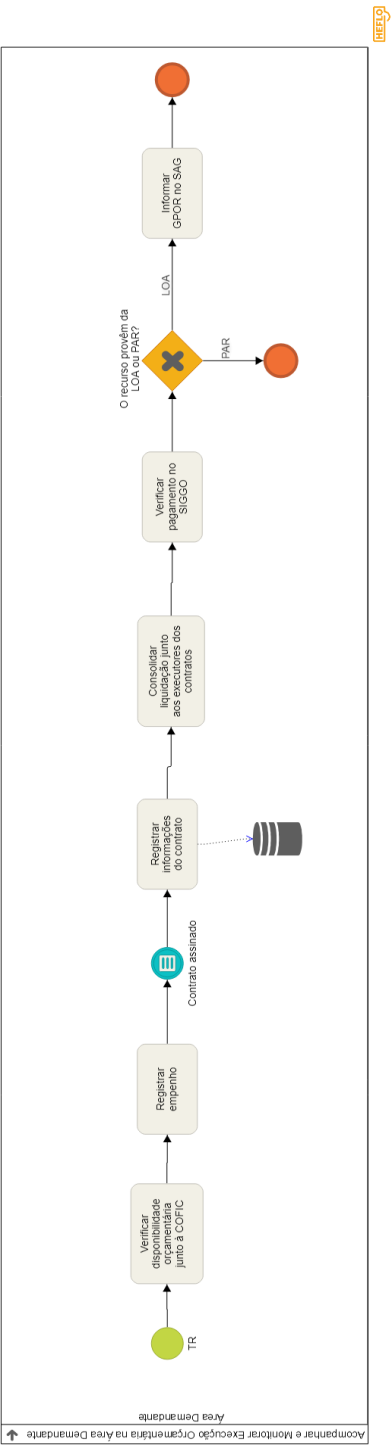 Acompanhar e Monitorar Execução Orçamentária na Área Demandante
Área Demandante
TR
Verificar
disponibilidade
orçamentária
junto à COFIC
Registrar
empenho
Contrato assinado
Registrar
informações
do contrato
Consolidar
liquidação junto
aos executores dos
contratos
Verificar
pagamento no
SIGGO
O recurso provêm da
LOA ou PAR?
LOA
PAR
Informar
GPOR no SAG
HEFLO